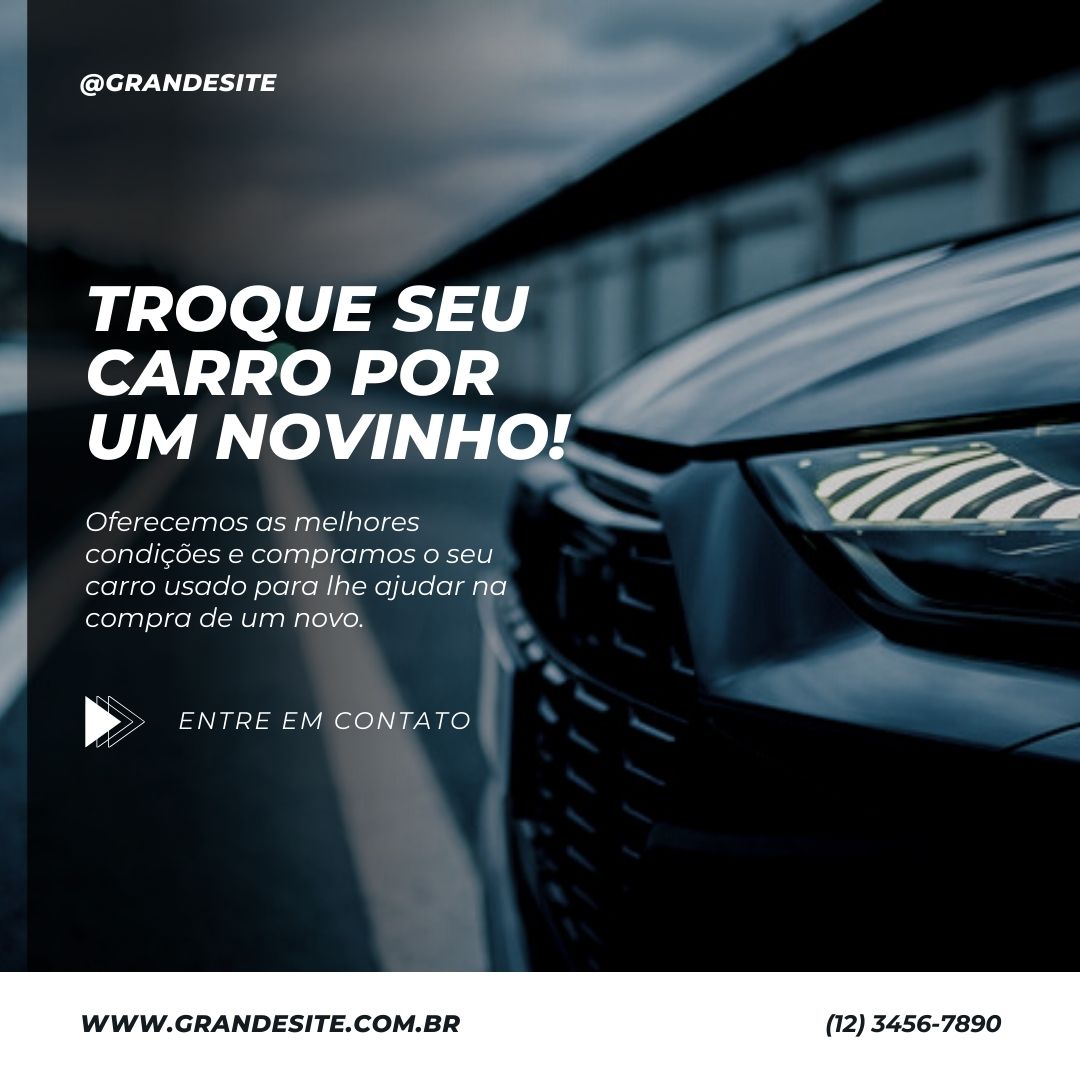 @GRANDESITE
TROQUE SEU
CARRO POR
UM NOVINHO!
Oferecemos as melhores
condições e compramos o seu
carro usado para lhe ajudar na
compra de um novo.
ENTRE EM CONTATO
WWW.GRANDESITE.COM.BR
(12) 3456-7890